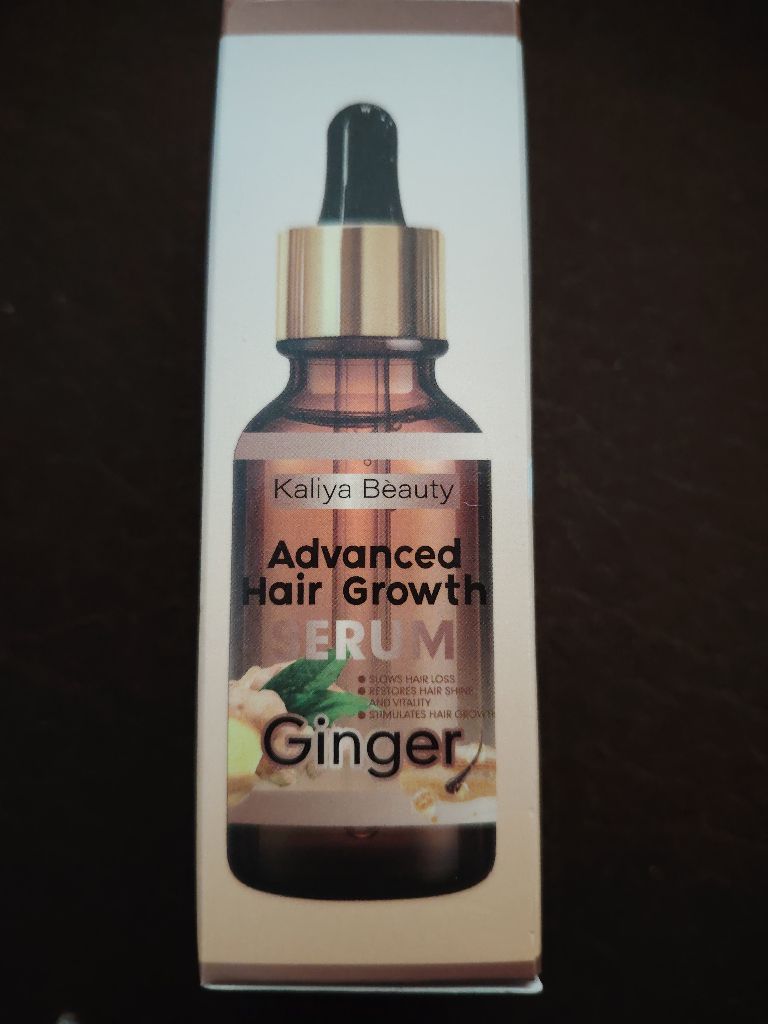 Kaliya Bèauty
Advanced
Hair Growth
SERUM
● SLOWS HAIR LOSS
● RESTORES HAIR SHINE
AND VITALITY
● STIMULATES HAIR GROWTH
Ginger